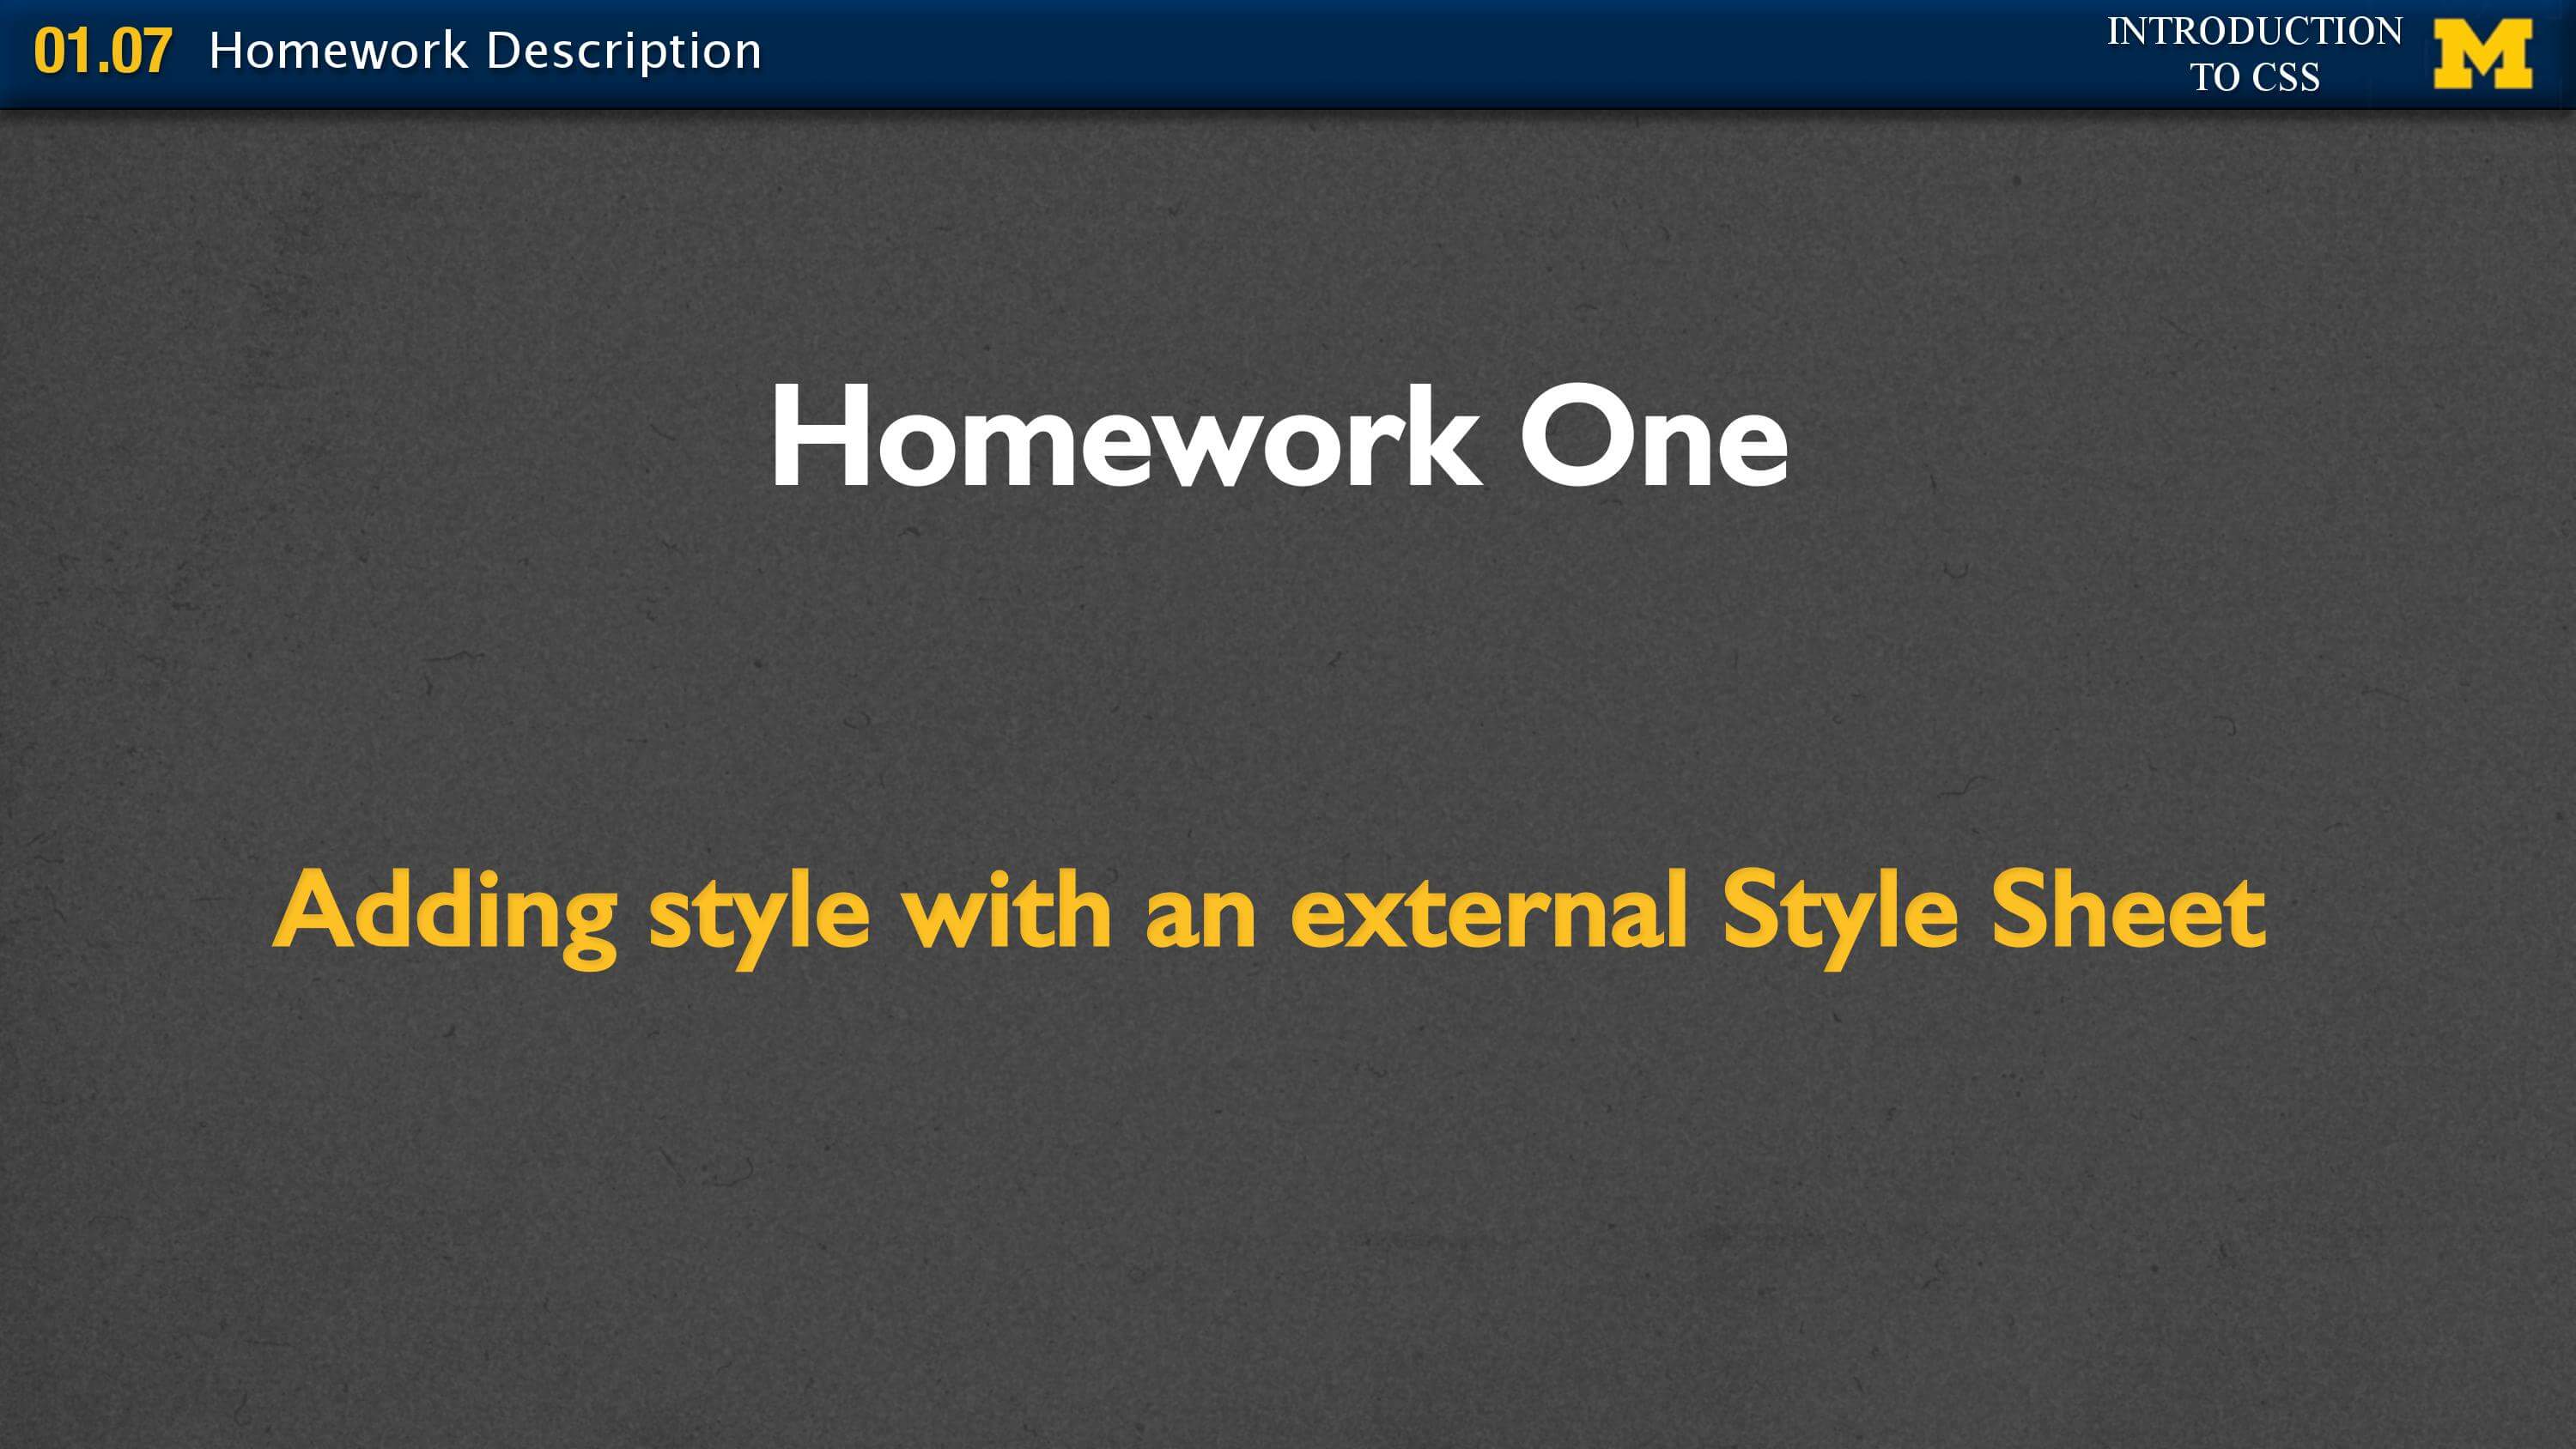 01.07 Homework Description
INTRODUCTION
TO CSS
M
Homework One
Adding style with an external Style Sheet